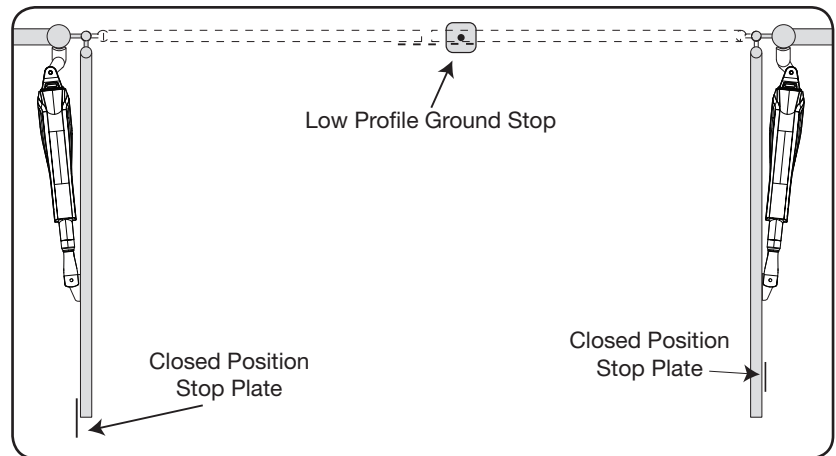 Low Profile Ground Stop
Closed Position
Stop Plate
Closed Position
Stop Plate